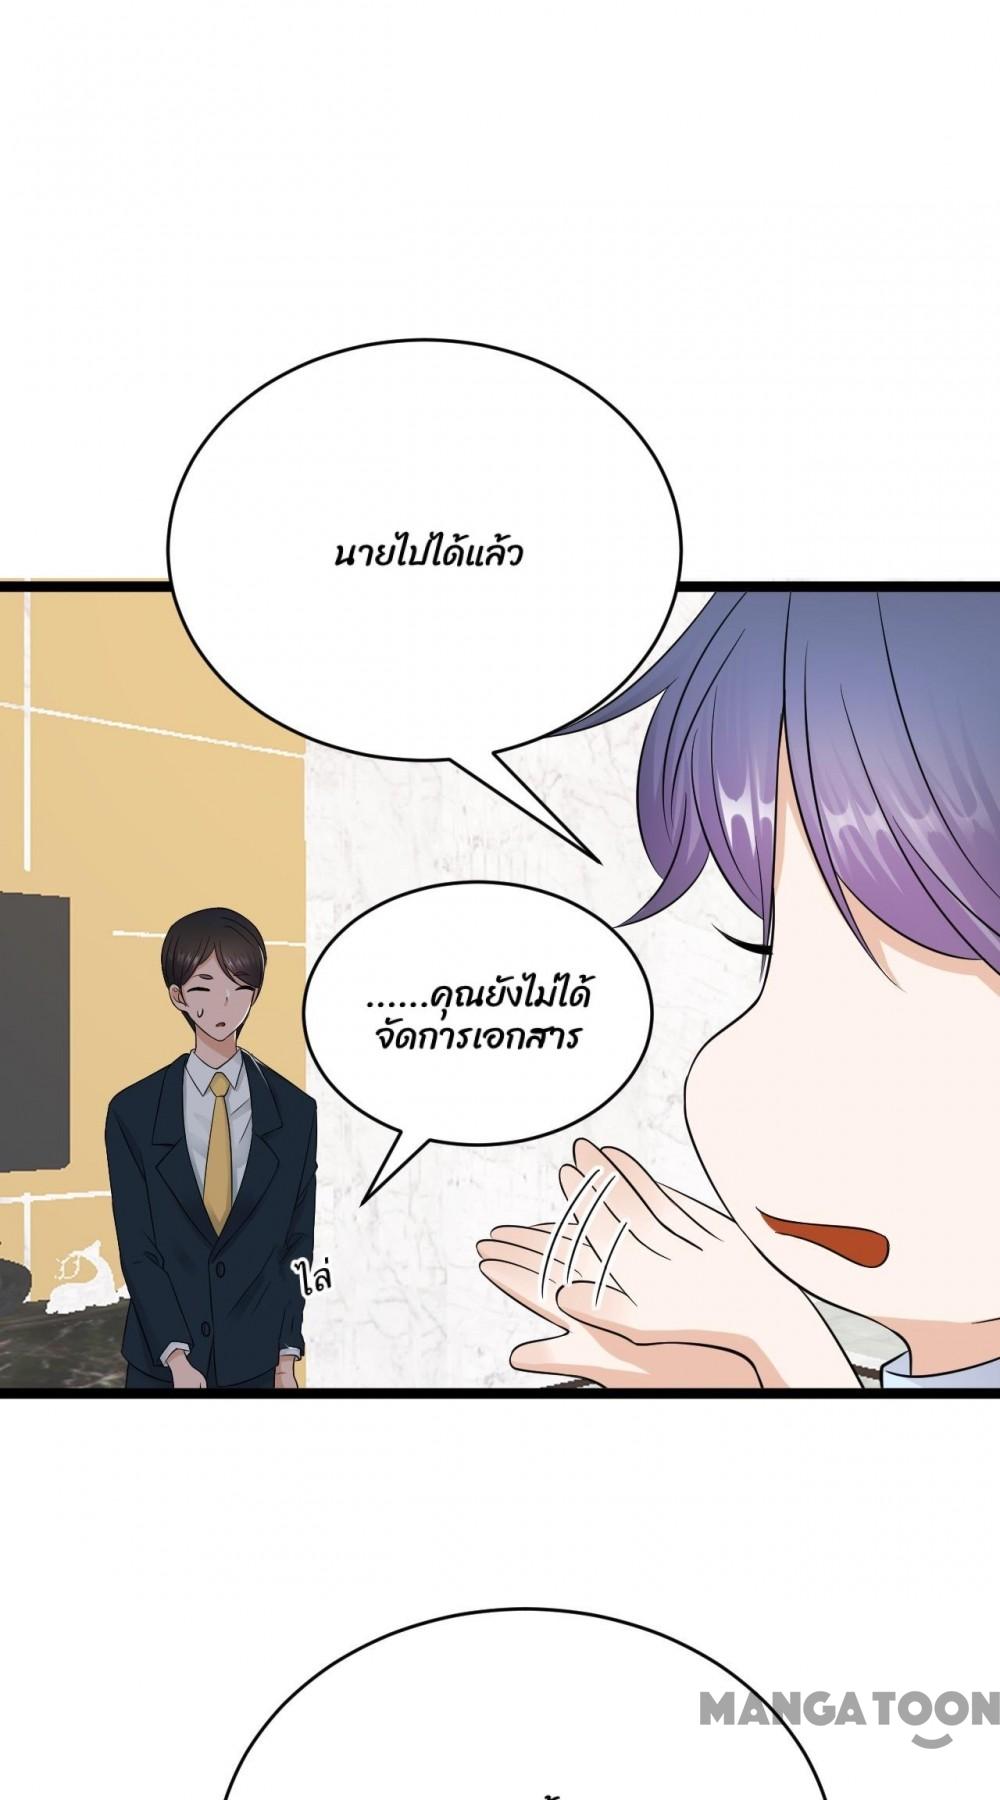 นายไปได้แล้ว
......คุณยังไม่ได้
จัดการเอกสาร
ไล่
MANGATOON